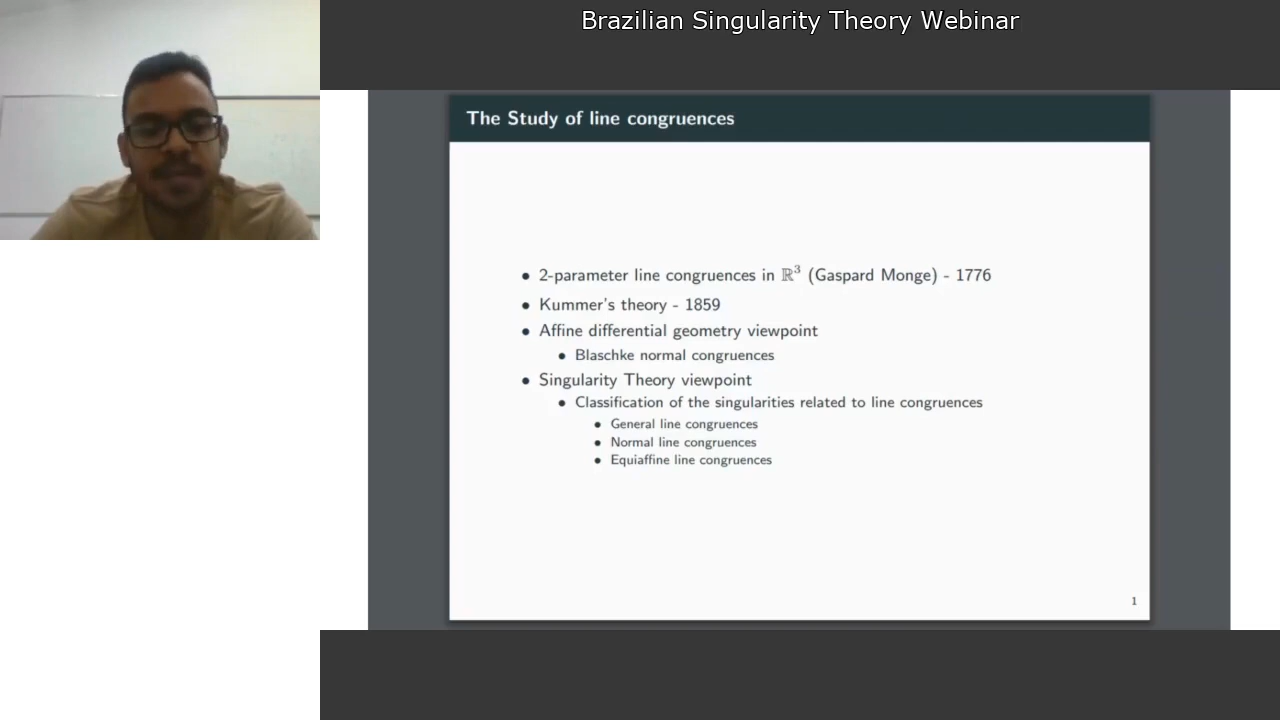 Brazilian Singularity Theory Webinar
The Study of line congruences
• 2-parameter line congruences in ℝ³ (Gaspard Monge) - 1776
• Kummer's theory - 1859
• Affine differential geometry viewpoint
• Blaschke normal congruences
• Singularity Theory viewpoint
• Classification of the singularities related to line congruences
• General line congruences
• Normal line congruences
• Equiaffine line congruences
1